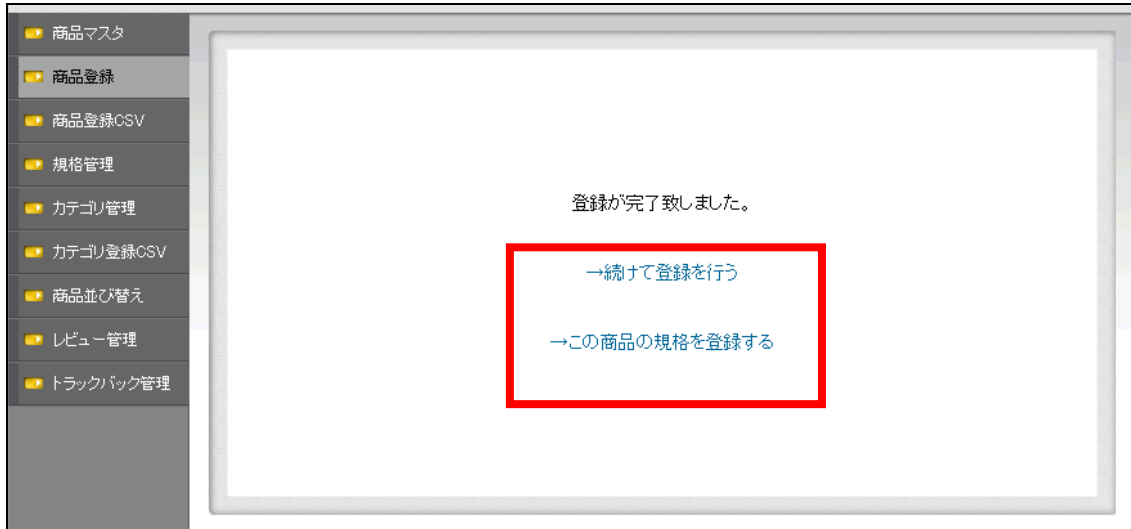 商品マスタ
商品登録
商品登録CSV
規格管理
カテゴリ管理
カテゴリ登録CSV
商品並び替え
レビュー管理
トラックバック管理
登録が完了致しました。
→続けて登録を行う
→この商品の規格を登録する